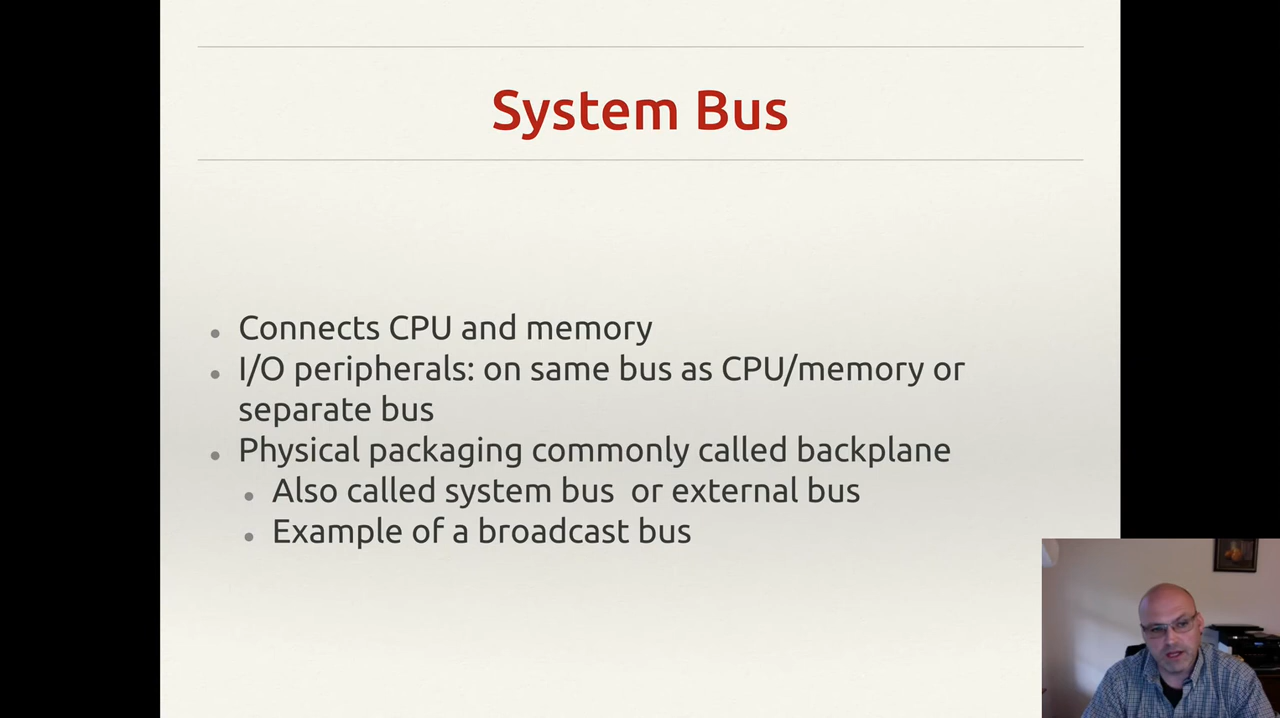 System Bus
Connects CPU and memory
I/O peripherals: on same bus as CPU/memory or
separate bus
Physical packaging commonly called backplane
Also called system bus  or external bus
Example of a broadcast bus